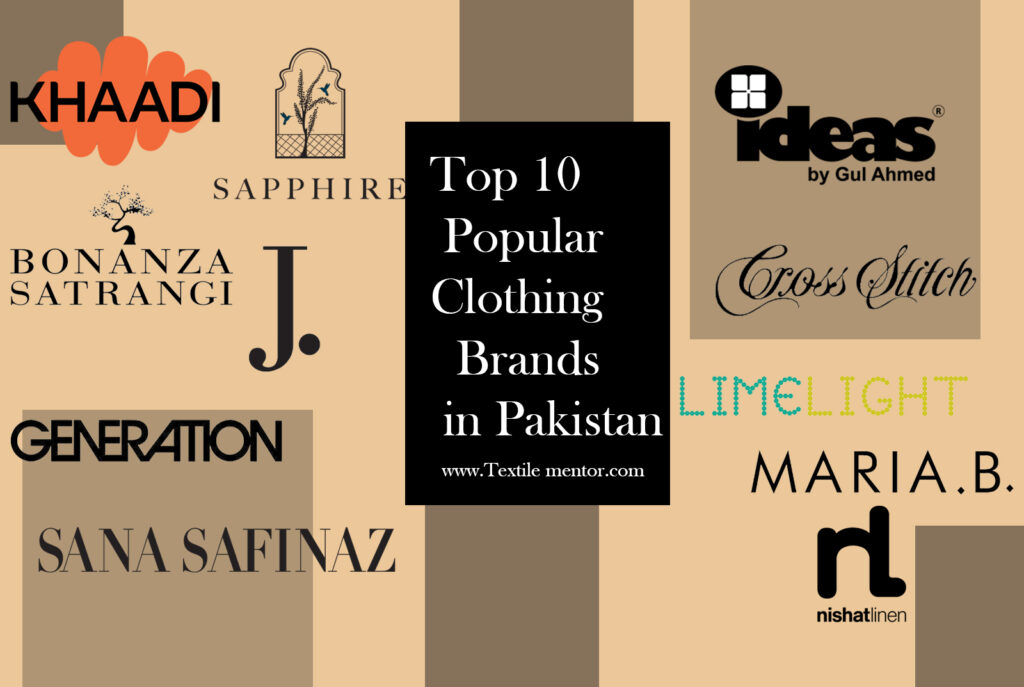 KHAADI
SAPPHIRE
BONANZA
SATRANGI
J.
GENERATION
SANA SAFINAZ
Top 10
Popular
Clothing
Brands
in Pakistan
www.Textile mentor.com
ideas®
by Gul Ahmed
Cross Stitch
LIMELIGHT
MARIA.B.
nl
nishatlinen